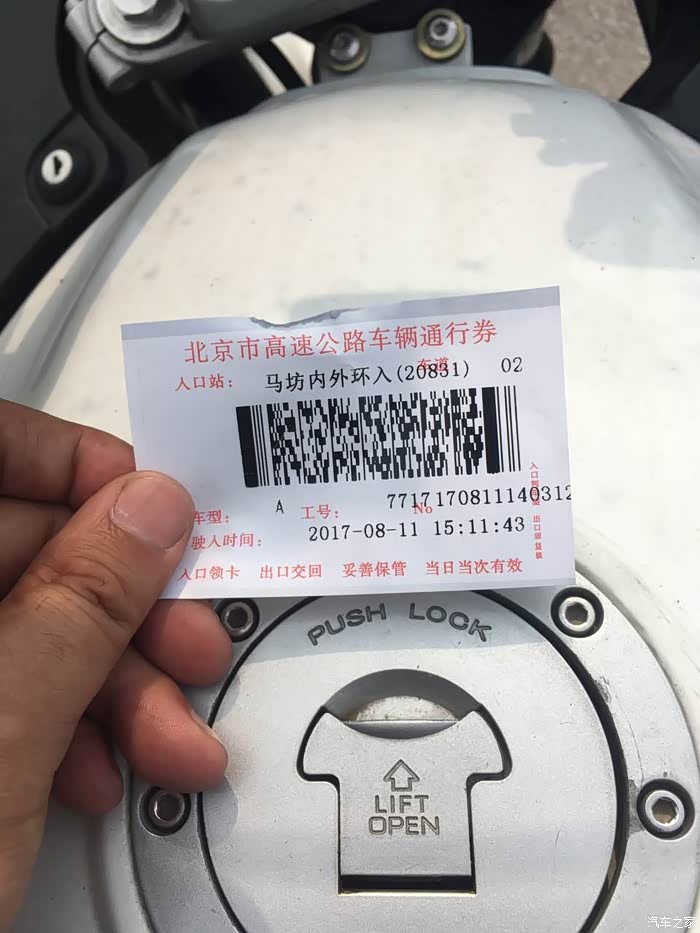 北京市高速公路车辆通行券
入口站： 马坊内外环入(20831) 车道: 02
车型: A 工号: No 7717170811140312
驶入时间: 2017-08-11 15:11:43
入口领卡 出口交回 妥善保管 当日当次有效
PUSH LOCK
LIFT
OPEN
汽车之家